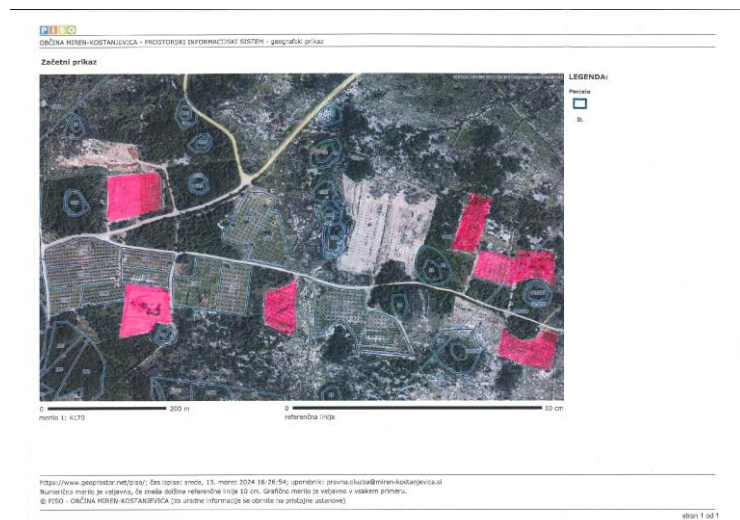 PISO
OBČINA MIREN-KOSTANJEVICA - PROSTORSKI INFORMACIJSKI SISTEM - geografski prikaz
Začetni prikaz
LEGENDA:
Parcele
št.
0 200 m
merilo 1: 4170
0 10 cm
referenčna linija
https://www.geoprostor.net/piso/; čas izpisa: sreda, 13. marec 2024 16:26:54; uporabnik: pravna.sluzba@miren-kostanjevica.si
Numerično merilo je veljavno, če znaša dolžina referenčne linije 10 cm. Grafično merilo je veljavno v vsakem primeru.
© PISO - OBČINA MIREN-KOSTANJEVICA (za uradne informacije se obrnite na pristojne ustanove)
stran 1 od 1